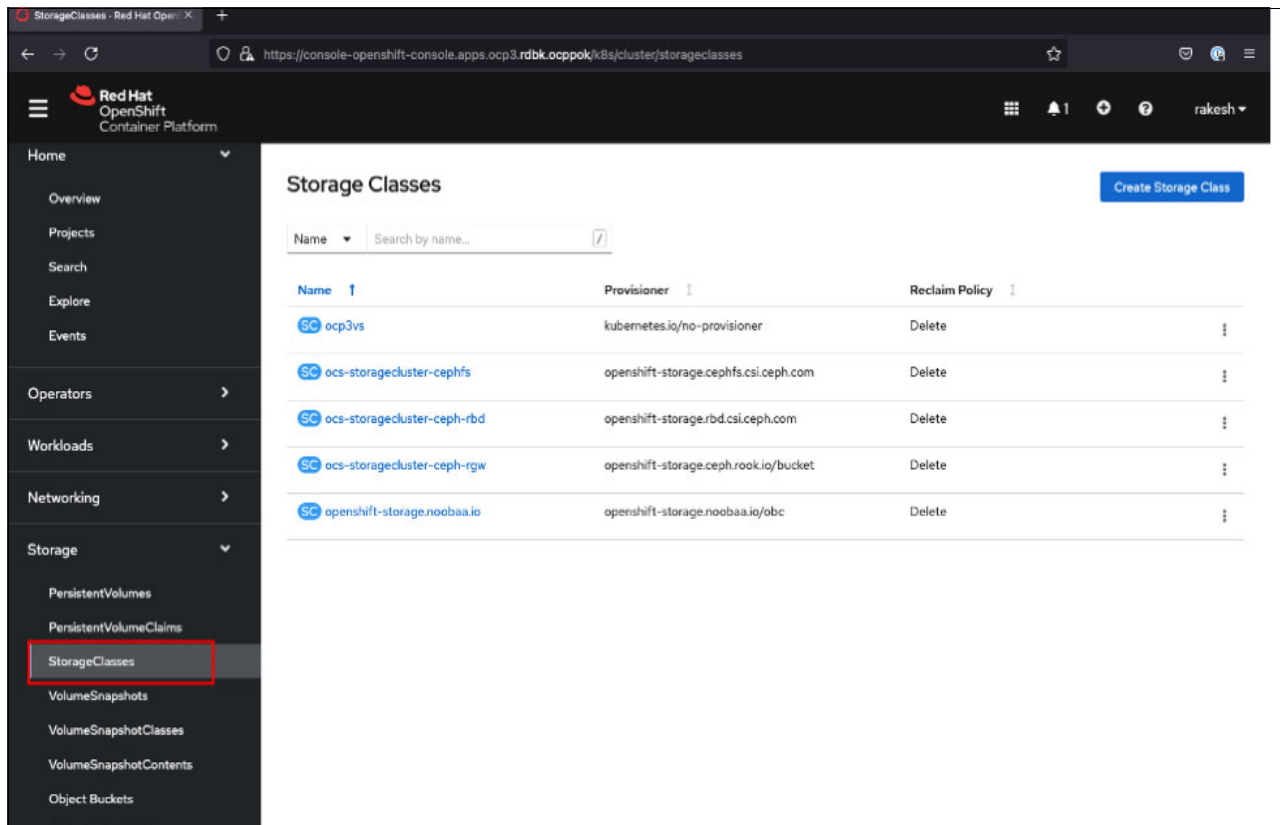 StorageClasses - Red Hat Open
https://console-openshift-console.apps.ocp3.rdbk.ocppok/k8s/cluster/storageclasses
Red Hat
OpenShift
Container Platform
1
rakesh
Home
Overview
Projects
Search
Explore
Events
Operators
Workloads
Networking
Storage
PersistentVolumes
PersistentVolumeClaims
StorageClasses
VolumeSnapshots
VolumeSnapshotClasses
VolumeSnapshotContents
Object Buckets
Storage Classes
Create Storage Class
Name Search by name... /
Name Provisioner Reclaim Policy
SC ocp3vs kubernetes.io/no-provisioner Delete
SC ocs-storagecluster-cephfs openshift-storage.cephfs.csi.ceph.com Delete
SC ocs-storagecluster-ceph-rbd openshift-storage.rbd.csi.ceph.com Delete
SC ocs-storagecluster-ceph-rgw openshift-storage.ceph.rook.io/bucket Delete
SC openshift-storage.noobaa.io openshift-storage.noobaa.io/obc Delete